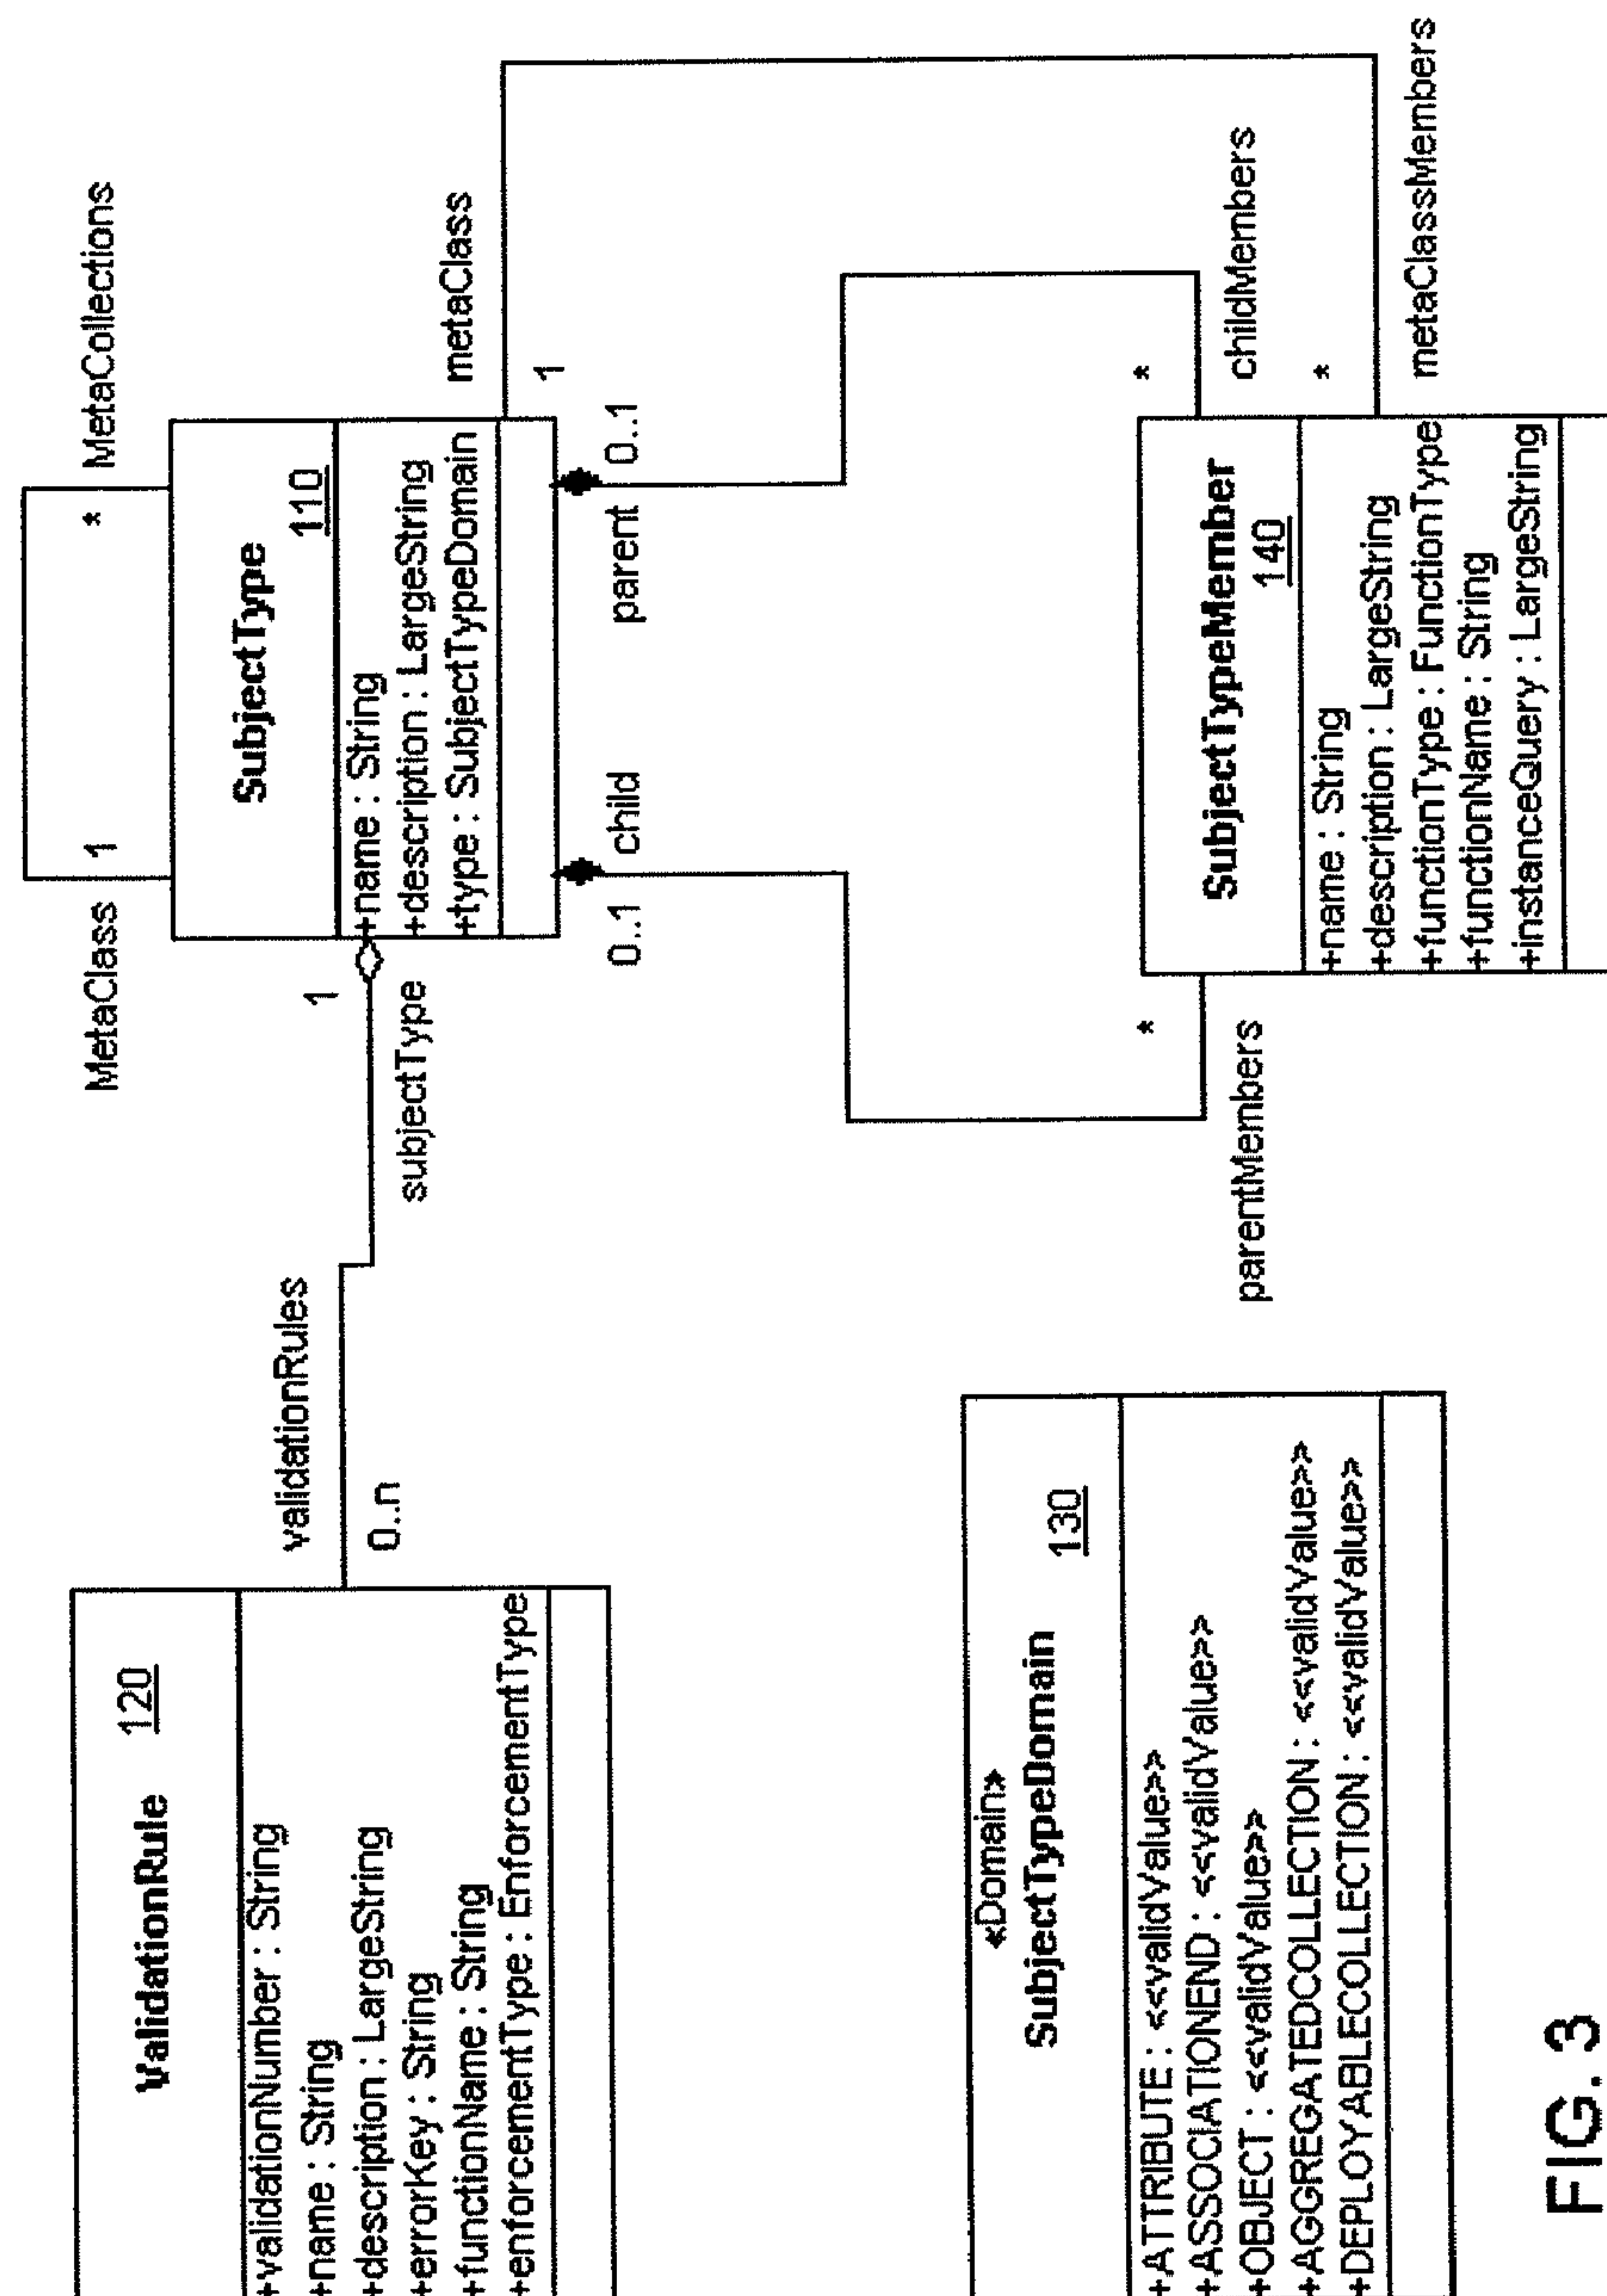 ValidationRule
120
+validationNumber : String
+name : String
+description : LargeString
+errorKey : String
+functionName : String
+enforcementType : EnforcementType
validationRules
0..n
1
subjectType
MetaClass
1
*
MetaCollections
SubjectType
110
+name : String
+description : LargeString
+type : SubjectTypeDomain
metaClass
1
0..1
child
parent
0..1
«Domain»
SubjectTypeDomain
130
+ATTRIBUTE : <<validValue>>
+ASSOCIATIONEND : <<validValue>>
+OBJECT : <<validValue>>
+AGGREGATEDCOLLECTION : <<validValue>>
+DEPLOYABLECOLLECTION : <<validValue>>
*
parentMembers
*
childMembers
*
metaClassMembers
SubjectTypeMember
140
+name : String
+description : LargeString
+functionType : FunctionType
+functionName : String
+instanceQuery : LargeString
FIG. 3